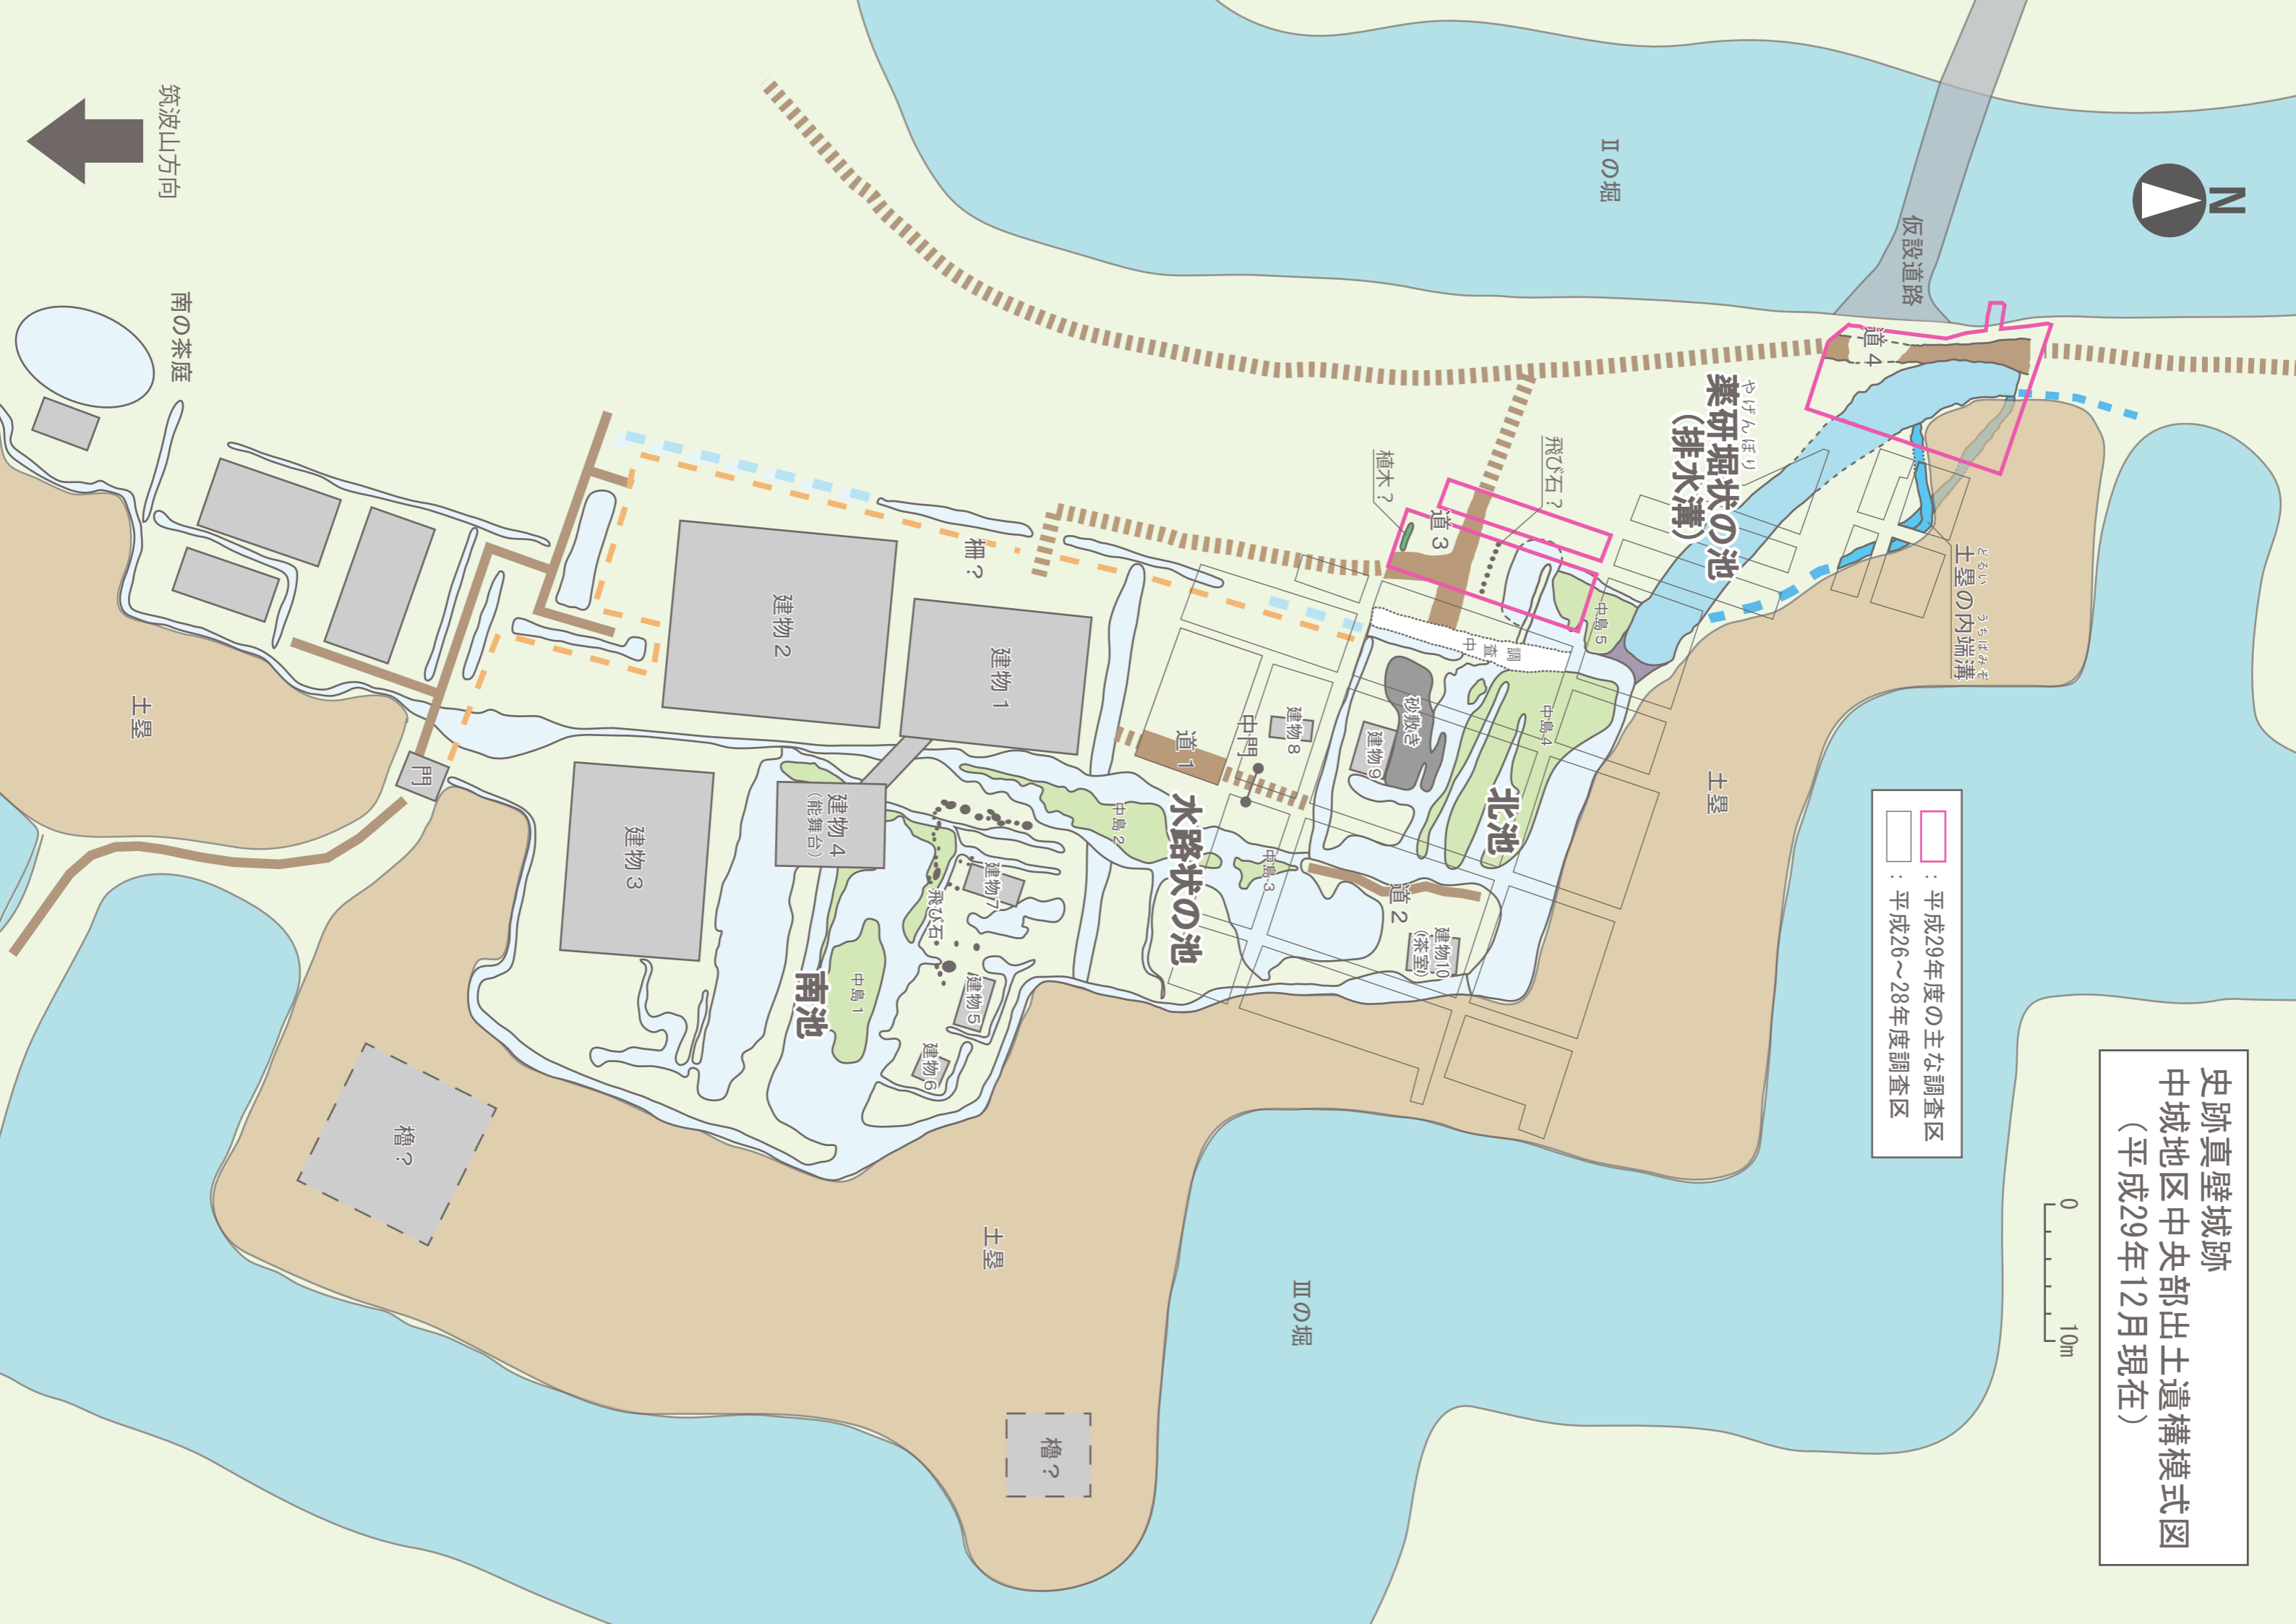 史跡真壁城跡
中城地区中央部出土遺構模式図
（平成29年12月現在）
N
0
10m
：平成29年度の主な調査区
：平成26～28年度調査区
仮設道路
Ⅱの堀
道４
やげんぼり
薬研堀状の池
（排水溝）
どるい うちばみぞ
土塁の内端溝
飛び石？
植木？
道３
中島５
調査中
中島４
砂敷き
北池
建物９
建物８
中門
道１
水路状の池
中島３
中島２
道２
建物10
（茶室）
土塁
柵？
建物１
建物２
建物３
建物４
（能舞台）
建物７
飛び石
建物５
建物６
中島１
南池
門
土塁
南の茶庭
筑波山方向
櫓？
土塁
櫓？
Ⅲの堀